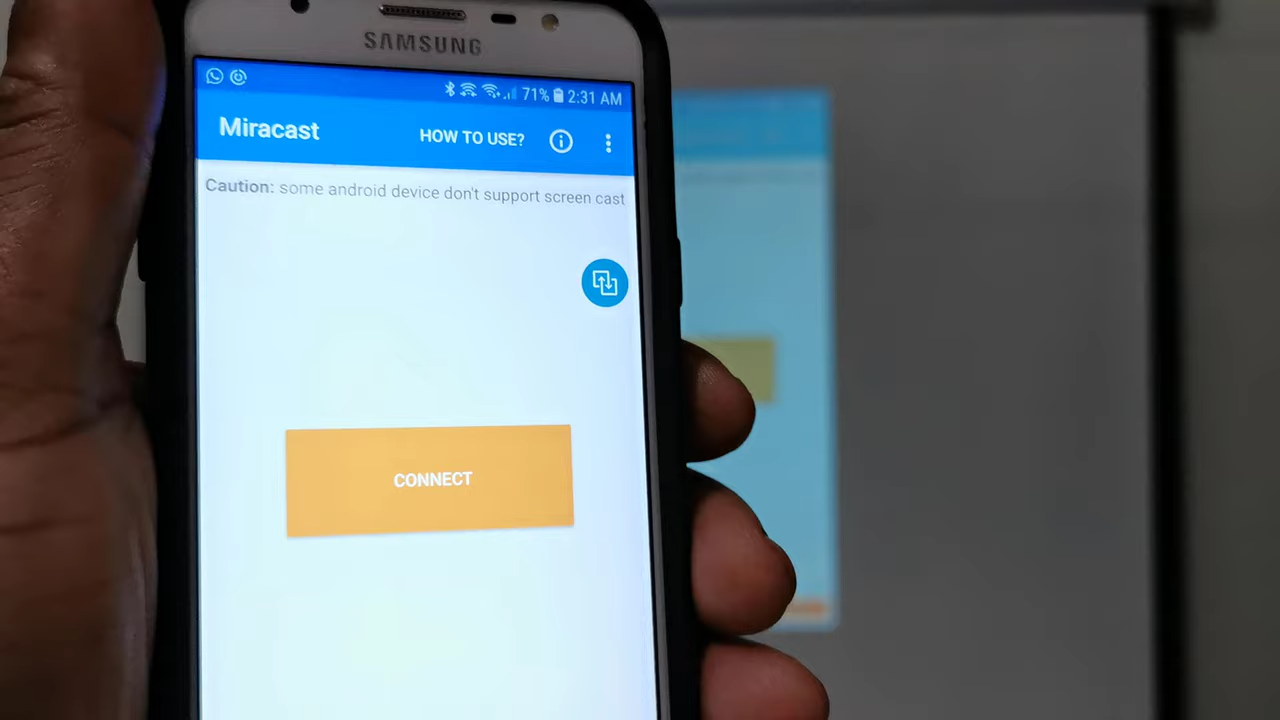 SAMSUNG
71% 2:31 AM
Miracast HOW TO USE?
Caution: some android device don't support screen cast
CONNECT